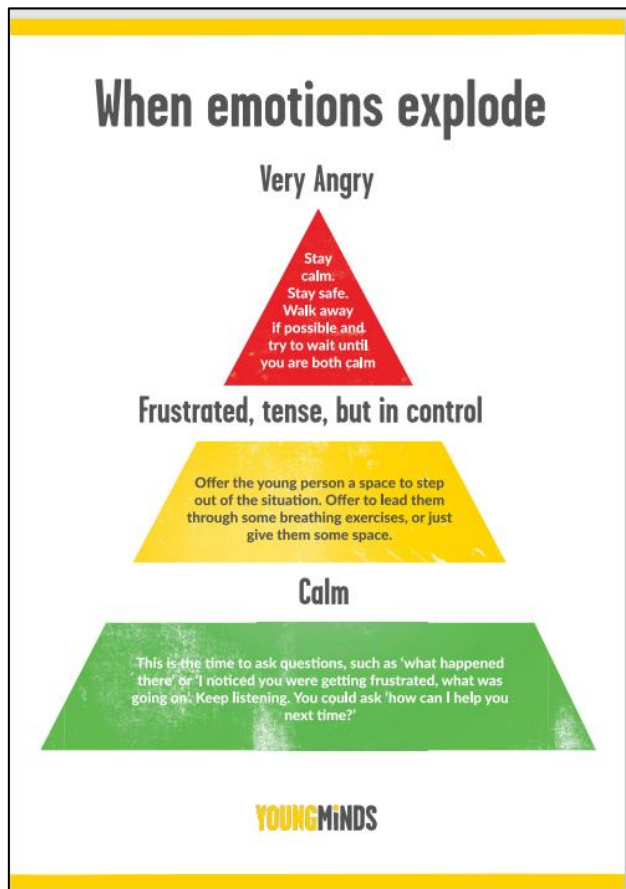 When emotions explode
Very Angry
Stay
calm.
Stay safe.
Walk away
if possible and
try to wait until
you are both calm
Frustrated, tense, but in control
Offer the young person a space to step
out of the situation. Offer to lead them
through some breathing exercises, or just
give them some space.
Calm
This is the time to ask questions, such as ‘what happened
there’ or ‘I noticed you were getting frustrated, what was
going on’. Keep listening. You could ask ‘how can I help you
next time?’
YOUNGMiNDS